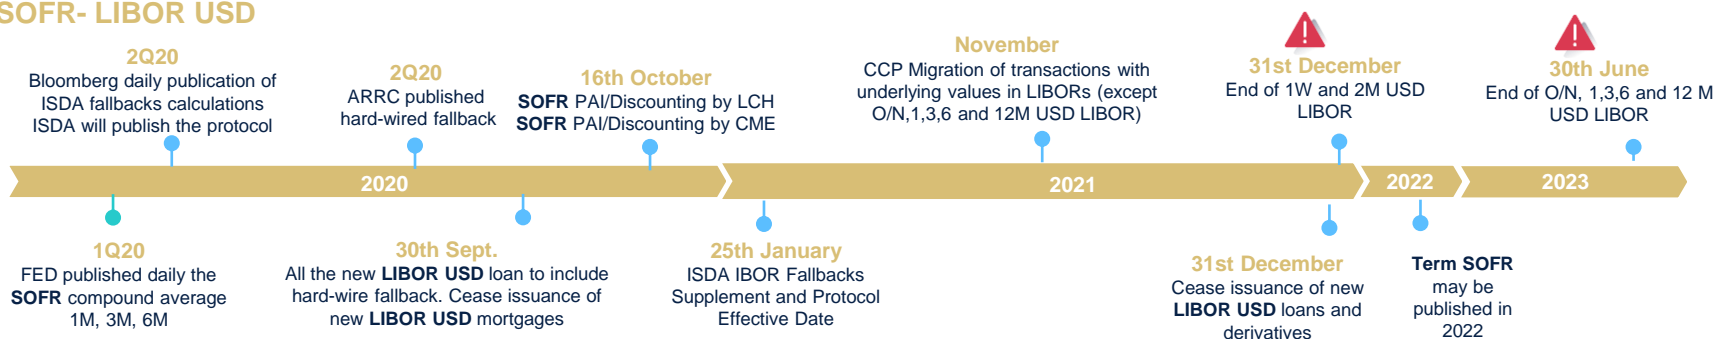 SOFR- LIBOR USD
2Q20
Bloomberg daily publication of
ISDA fallbacks calculations
ISDA will publish the protocol
2Q20
ARRC published
hard-wired fallback
16th October
SOFR PAI/Discounting by LCH
SOFR PAI/Discounting by CME
November
CCP Migration of transactions with
underlying values in LIBORs (except
O/N,1,3,6 and 12M USD LIBOR)
31st December
End of 1W and 2M USD
LIBOR
30th June
End of O/N, 1,3,6 and 12 M
USD LIBOR
2020
2021
2022
2023
1Q20
FED published daily the
SOFR compound average
1M, 3M, 6M
30th Sept.
All the new LIBOR USD loan to include
hard-wire fallback. Cease issuance of
new LIBOR USD mortgages
25th January
ISDA IBOR Fallbacks
Supplement and Protocol
Effective Date
31st December
Cease issuance of new
LIBOR USD loans and
derivatives
Term SOFR
may be
published in
2022